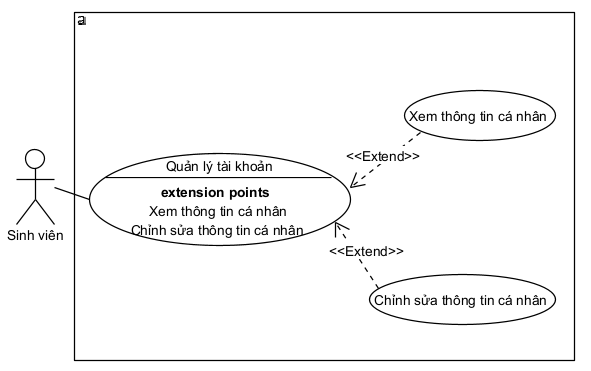 a
Xem thông tin cá nhân
<<Extend>>
Quản lý tài khoản
extension points
Xem thông tin cá nhân
Chỉnh sửa thông tin cá nhân
Sinh viên
<<Extend>>
Chỉnh sửa thông tin cá nhân